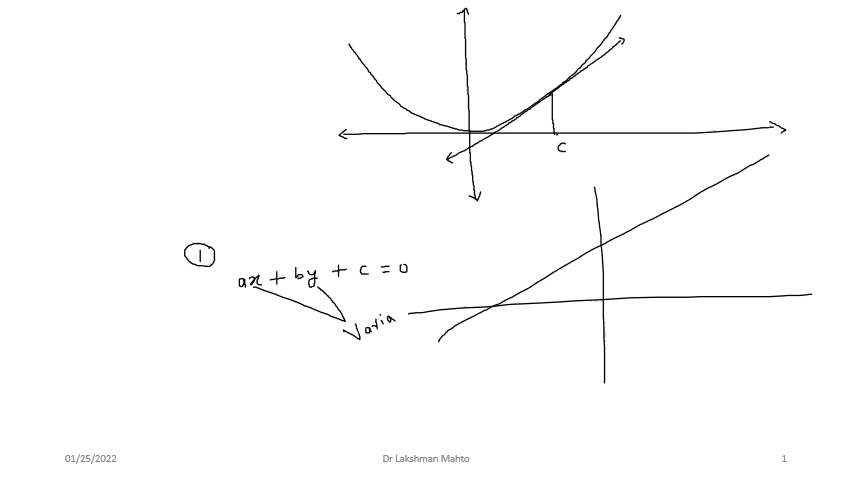 C
①
ax + by + c = 0
Varia
01/25/2022
Dr Lakshman Mahto
1